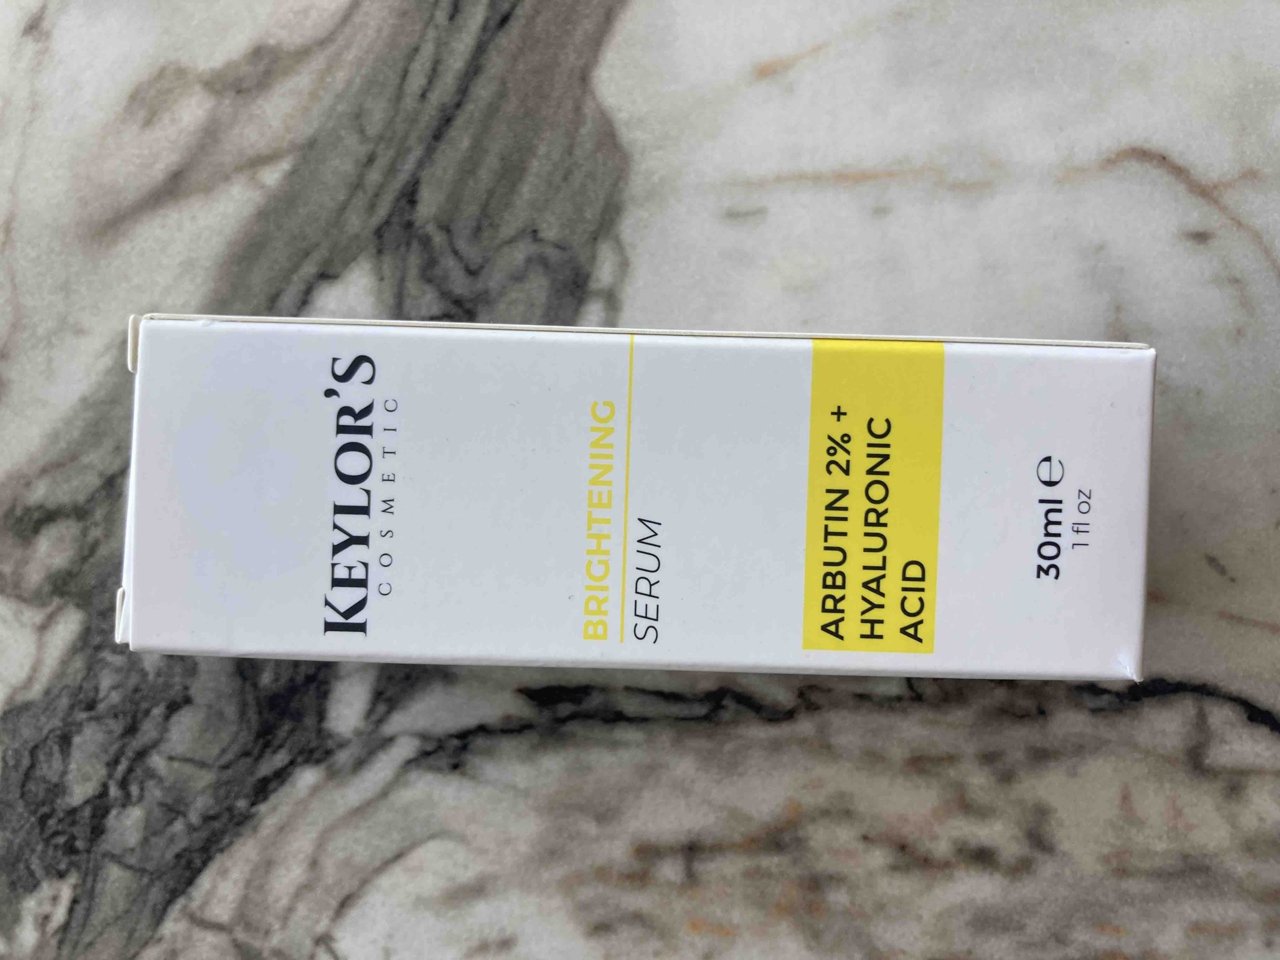 KEYLOR'S
COSMETIC
BRIGHTENING
SERUM
ARBUTIN 2% +
HYALURONIC
ACID
30ml ℮
1 fl oz